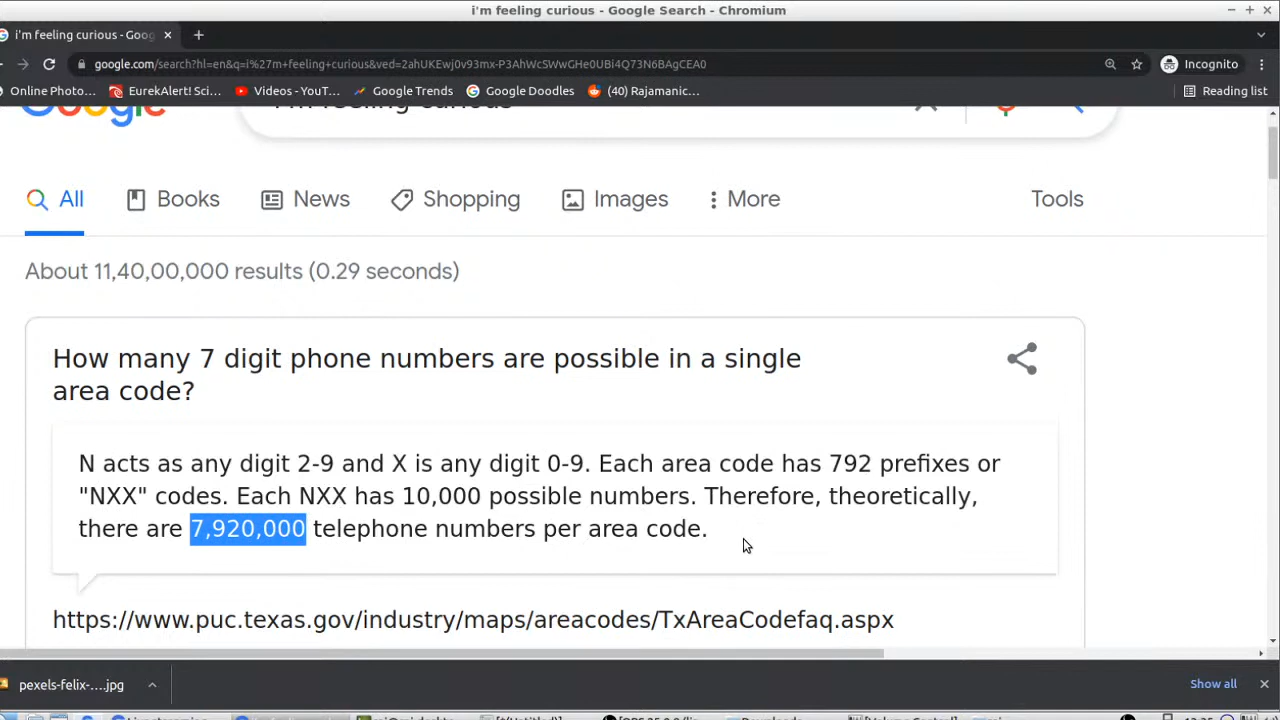 i'm feeling curious - Google Search - Chromium
i'm feeling curious - Goog
google.com/search?hl=en&q=i%27m+feeling+curious&ved=2ahUKEwj0v93mx-P3AhWcSWwGHe0UBi4Q73N6BAgCEA0
Incognito
Online Photo… EurekAlert! Sci… Videos - YouT… Google Trends Google Doodles (40) Rajamanic… Reading list
Google i'm feeling curious
All Books News Shopping Images More Tools
About 11,40,00,000 results (0.29 seconds)
How many 7 digit phone numbers are possible in a single
area code?
N acts as any digit 2-9 and X is any digit 0-9. Each area code has 792 prefixes or
"NXX" codes. Each NXX has 10,000 possible numbers. Therefore, theoretically,
there are 7,920,000 telephone numbers per area code.
https://www.puc.texas.gov/industry/maps/areacodes/TxAreaCodefaq.aspx
pexels-felix-....jpg Show all